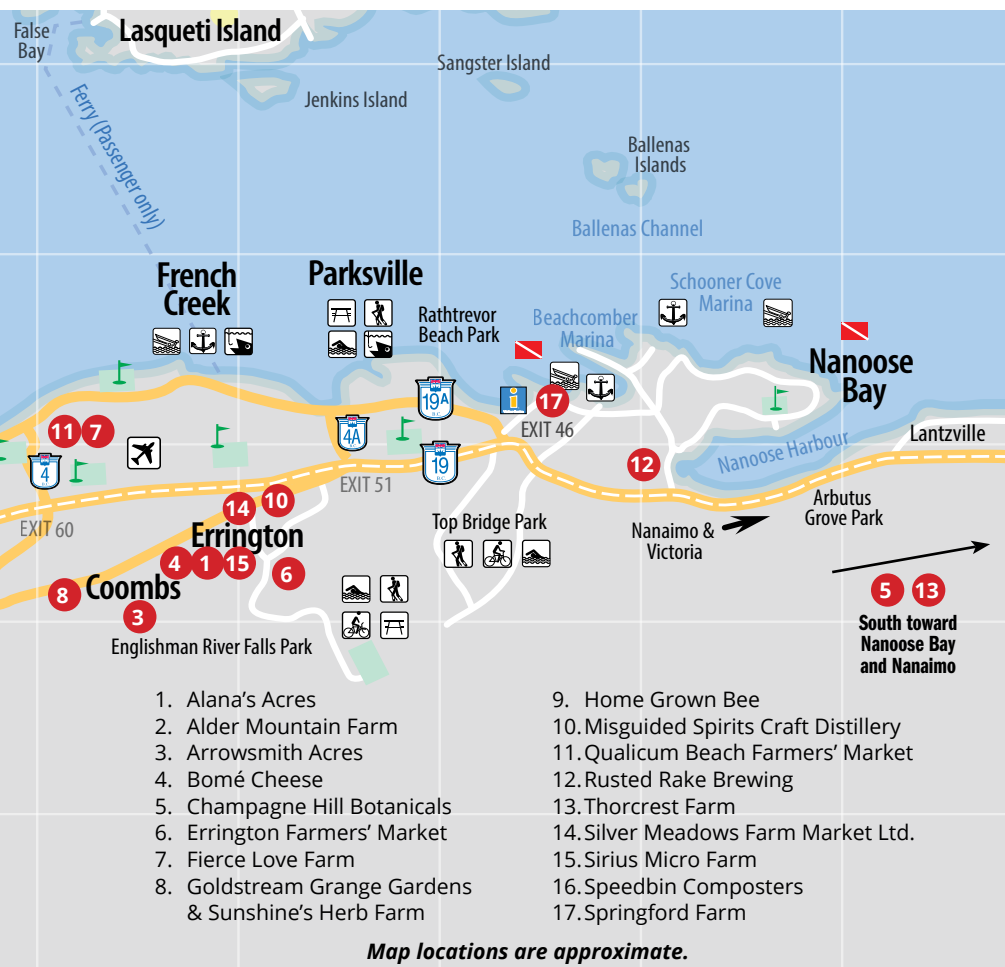 False
Bay
Lasqueti Island
Sangster Island
Jenkins Island
Ferry (Passenger only)
Ballenas
Islands
Ballenas Channel
French
Creek
Parksville
Rathtrevor
Beach Park
Beachcomber
Marina
Schooner Cove
Marina
Nanoose
Bay
19A
B.C.
i
17
EXIT 46
11
7
4A
4
B.C.
19
B.C.
12
Nanoose Harbour
Lantzville
EXIT 51
EXIT 60
14
10
Errington
Top Bridge Park
Nanaimo &
Victoria
Arbutus
Grove Park
4
1
15
6
8
Coombs
3
5
13
South toward
Nanoose Bay
and Nanaimo
Englishman River Falls Park
1. Alana's Acres
2. Alder Mountain Farm
3. Arrowsmith Acres
4. Bomé Cheese
5. Champagne Hill Botanicals
6. Errington Farmers' Market
7. Fierce Love Farm
8. Goldstream Grange Gardens
& Sunshine's Herb Farm
9. Home Grown Bee
10. Misguided Spirits Craft Distillery
11. Qualicum Beach Farmers' Market
12. Rusted Rake Brewing
13. Thorcrest Farm
14. Silver Meadows Farm Market Ltd.
15. Sirius Micro Farm
16. Speedbin Composters
17. Springford Farm
Map locations are approximate.